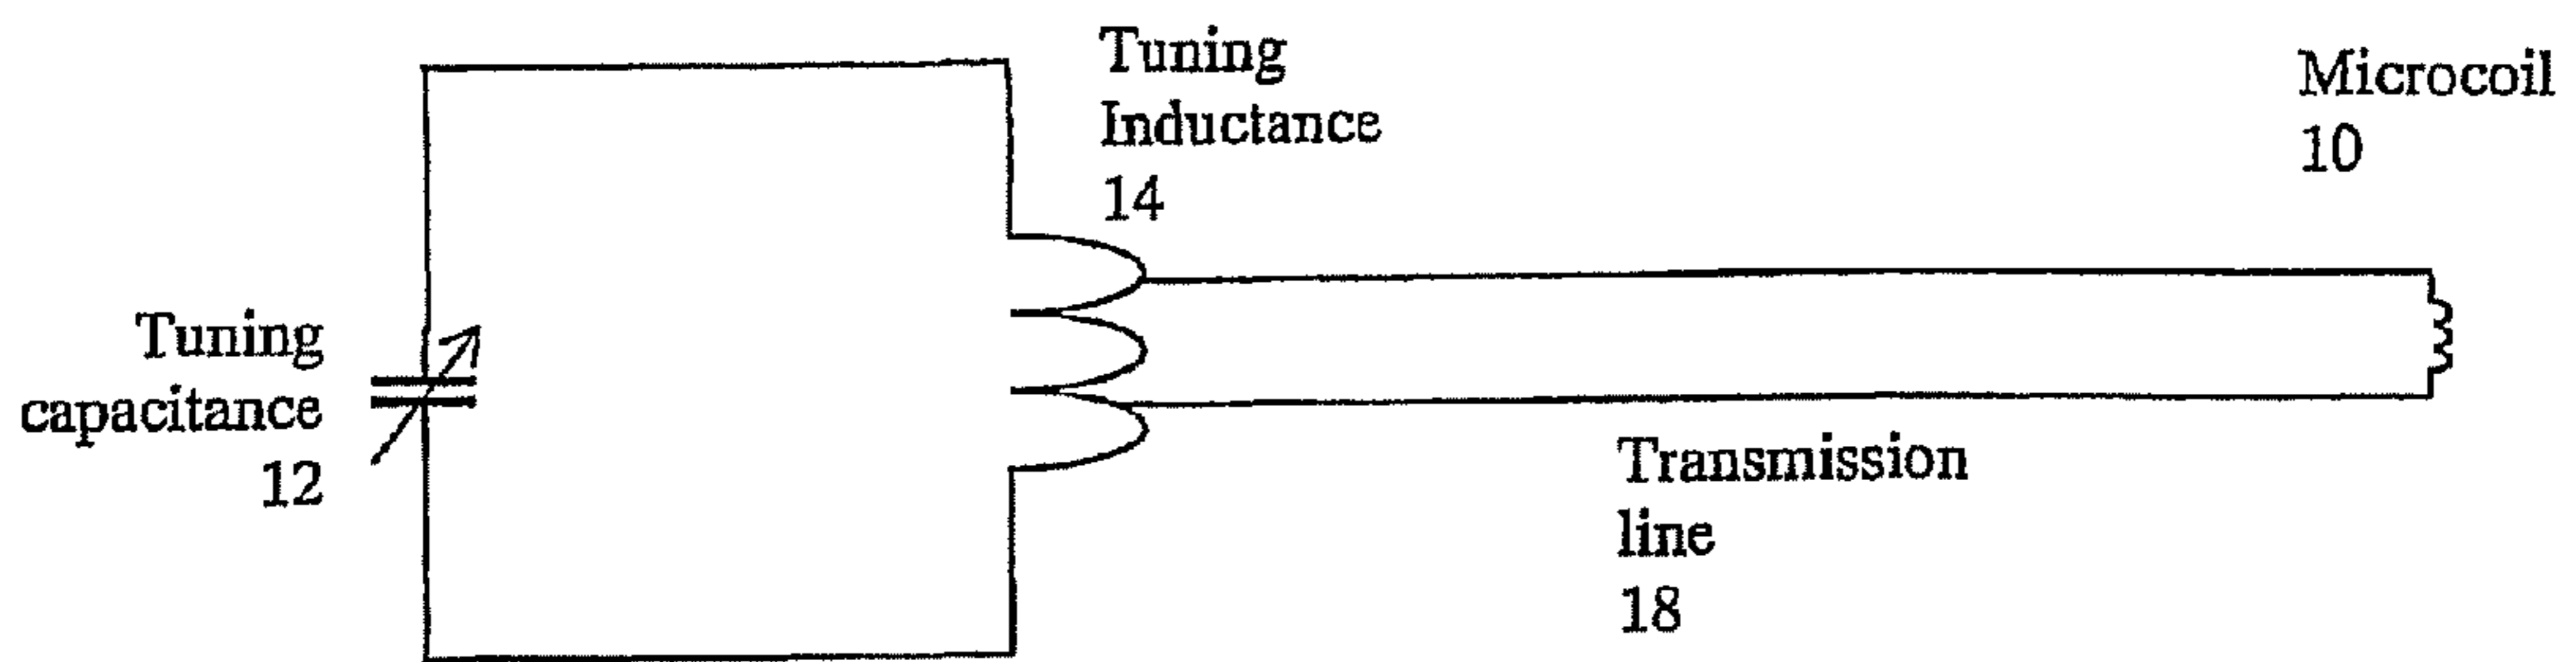 Tuning
Inductance
14
Microcoil
10
Tuning
capacitance
12
Transmission
line
18